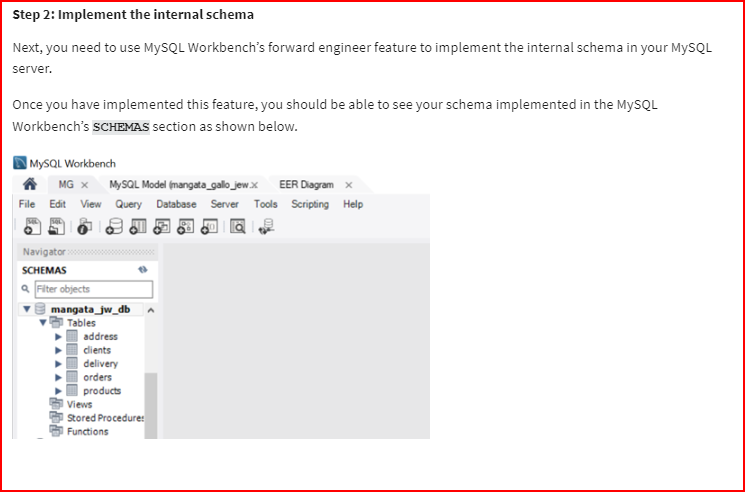 Step 2: Implement the internal schema
Next, you need to use MySQL Workbench's forward engineer feature to implement the internal schema in your MySQL
server.
Once you have implemented this feature, you should be able to see your schema implemented in the MySQL
Workbench's SCHEMAS section as shown below.
MySQL Workbench
MG × MySQL Model (mangata_gallo_jew × EER Diagram ×
File Edit View Query Database Server Tools Scripting Help
Navigator
SCHEMAS
Filter objects
mangata_jw_db
Tables
address
clients
delivery
orders
products
Views
Stored Procedures
Functions